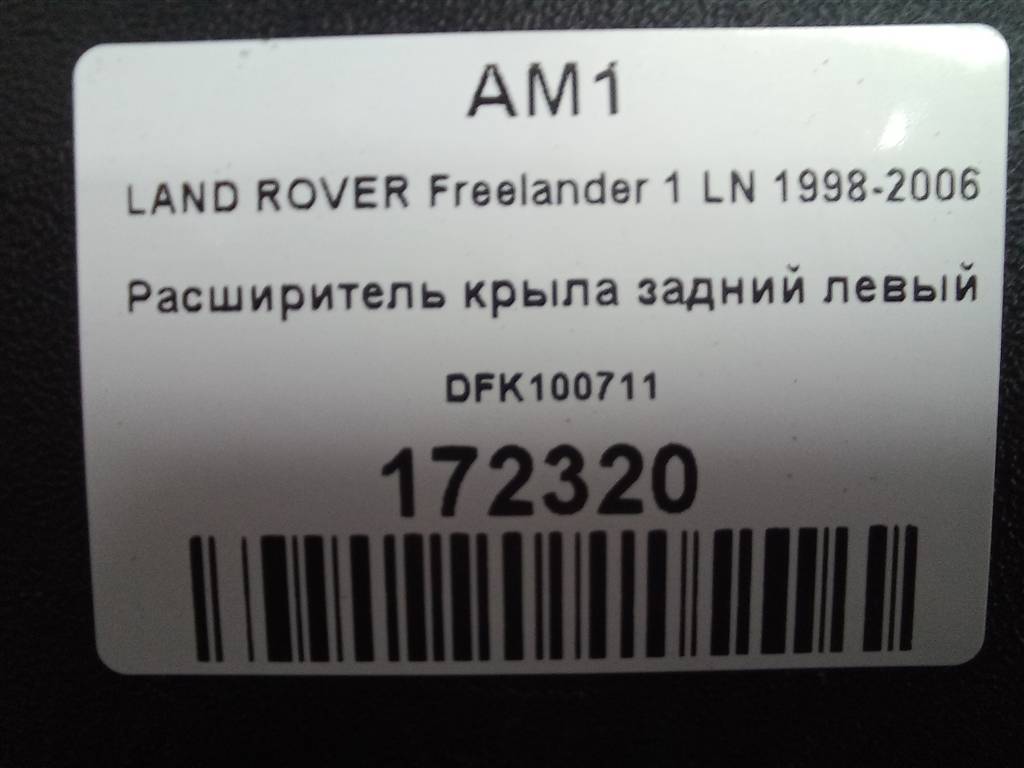 AM1
LAND ROVER Freelander 1 LN 1998-2006
Расширитель крыла задний левый
DFK100711
172320